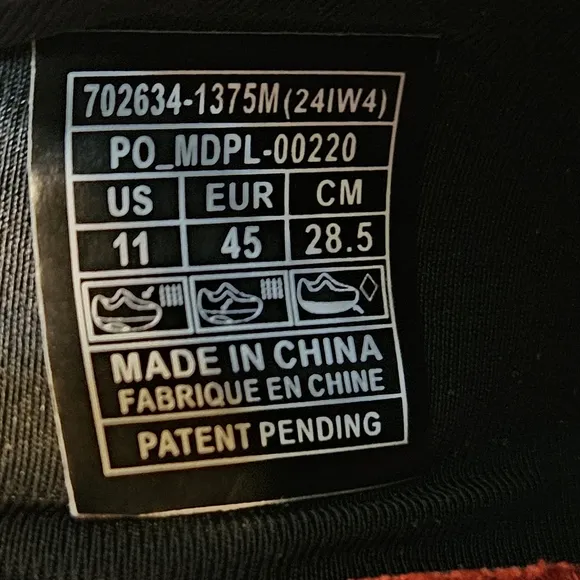 702634-1375M(24IW4)
PO_MDPL-00220
US EUR CM
11 45 28.5
MADE IN CHINA
FABRIQUE EN CHINE
PATENT PENDING